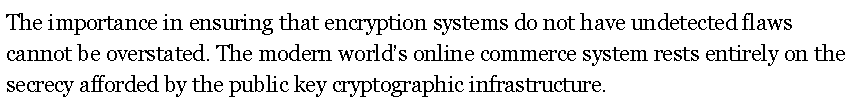 The importance in ensuring that encryption systems do not have undetected flaws
cannot be overstated. The modern world's online commerce system rests entirely on the
secrecy afforded by the public key cryptographic infrastructure.